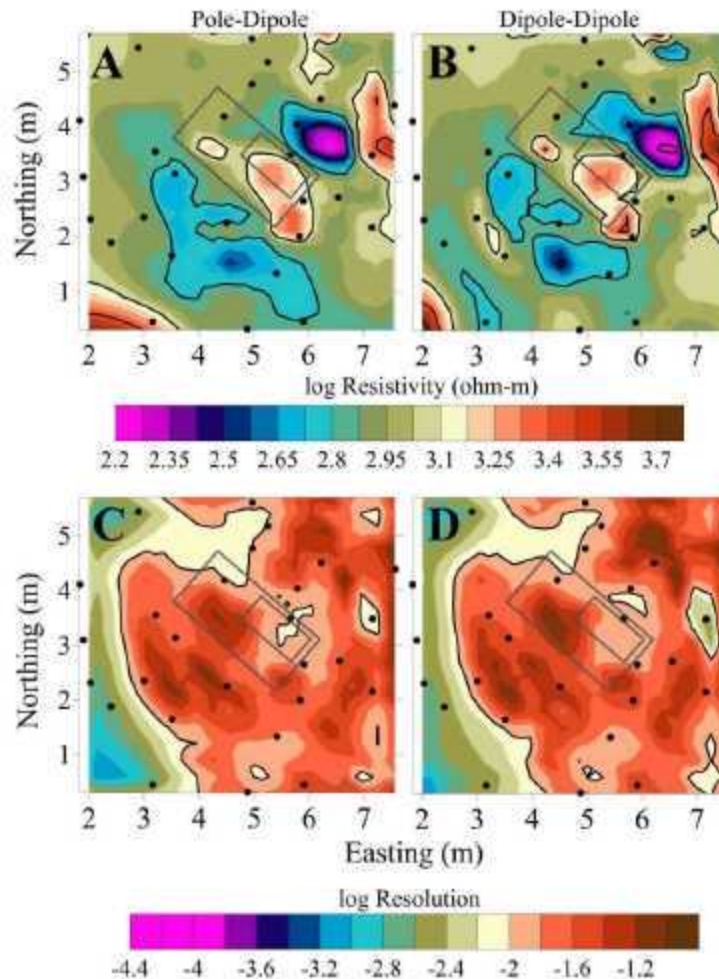 Pole-Dipole Dipole-Dipole
A B
Northing (m)
5
4
3
2
1
2 3 4 5 6 7 2 3 4 5 6 7
log Resistivity (ohm-m)
2.2 2.35 2.5 2.65 2.8 2.95 3.1 3.25 3.4 3.55 3.7
C D
Northing (m)
5
4
3
2
1
2 3 4 5 6 7 2 3 4 5 6 7
Easting (m)
log Resolution
-4.4 -4 -3.6 -3.2 -2.8 -2.4 -2 -1.6 -1.2